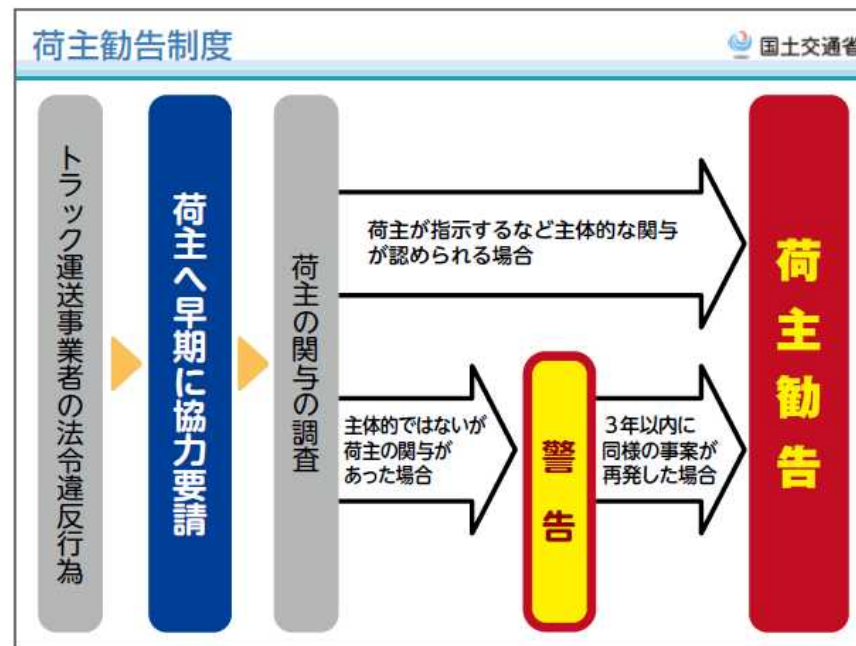 荷主勧告制度
国土交通省
トラック運送事業者の法令違反行為
荷主へ早期に協力要請
荷主の関与の調査
荷主が指示するなど主体的な関与
が認められる場合
主体的ではないが
荷主の関与が
あった場合
警告
3年以内に
同様の事案が
再発した場合
荷主勧告